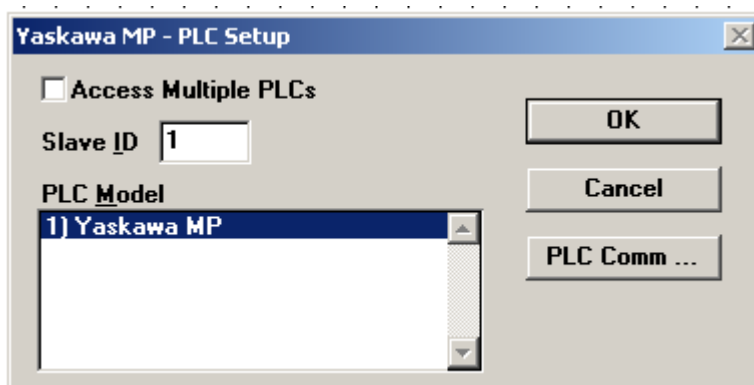 Yaskawa MP - PLC Setup
Access Multiple PLCs
Slave ID 1
OK
PLC Model
Cancel
1) Yaskawa MP
PLC Comm ...